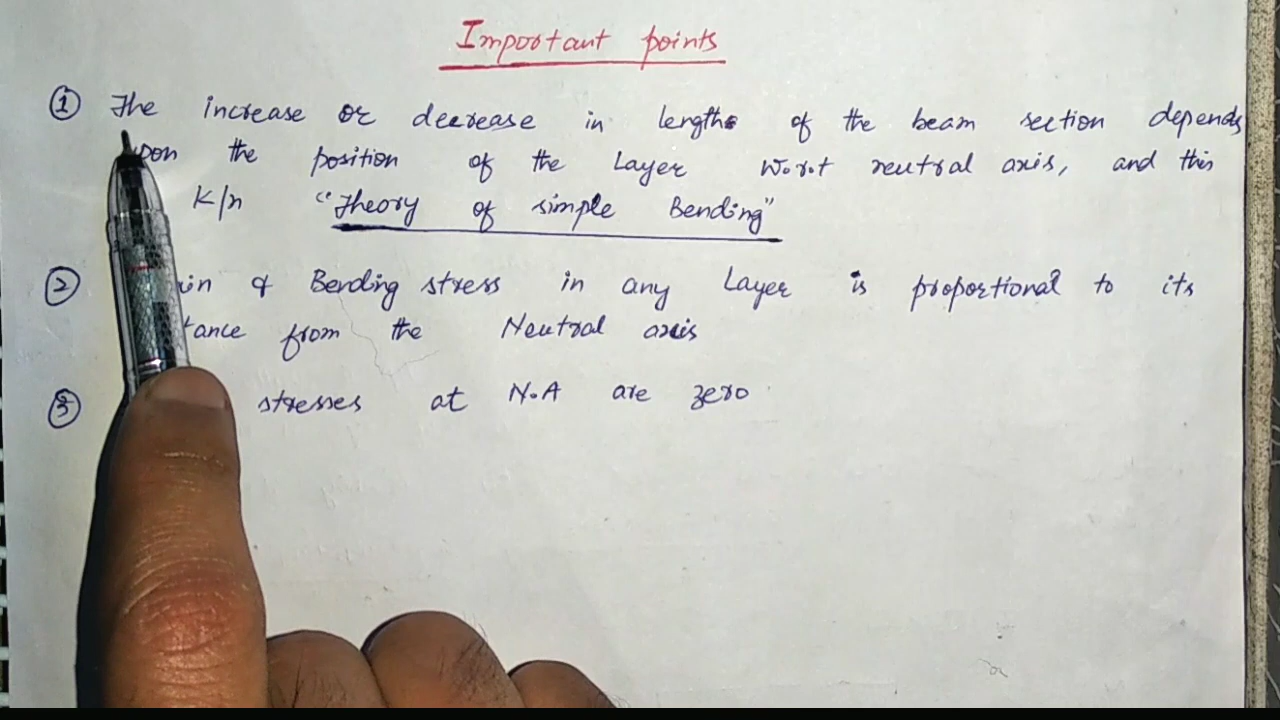 Important points
① The increase or decrease in length of the beam section depends
upon the position of the Layer W.r.t neutral axis, and this
K/n "Theory of simple Bending"
② & Bending stress in any Layer is proportional to its
from the Neutral axis
③ stresses at N.A are zero